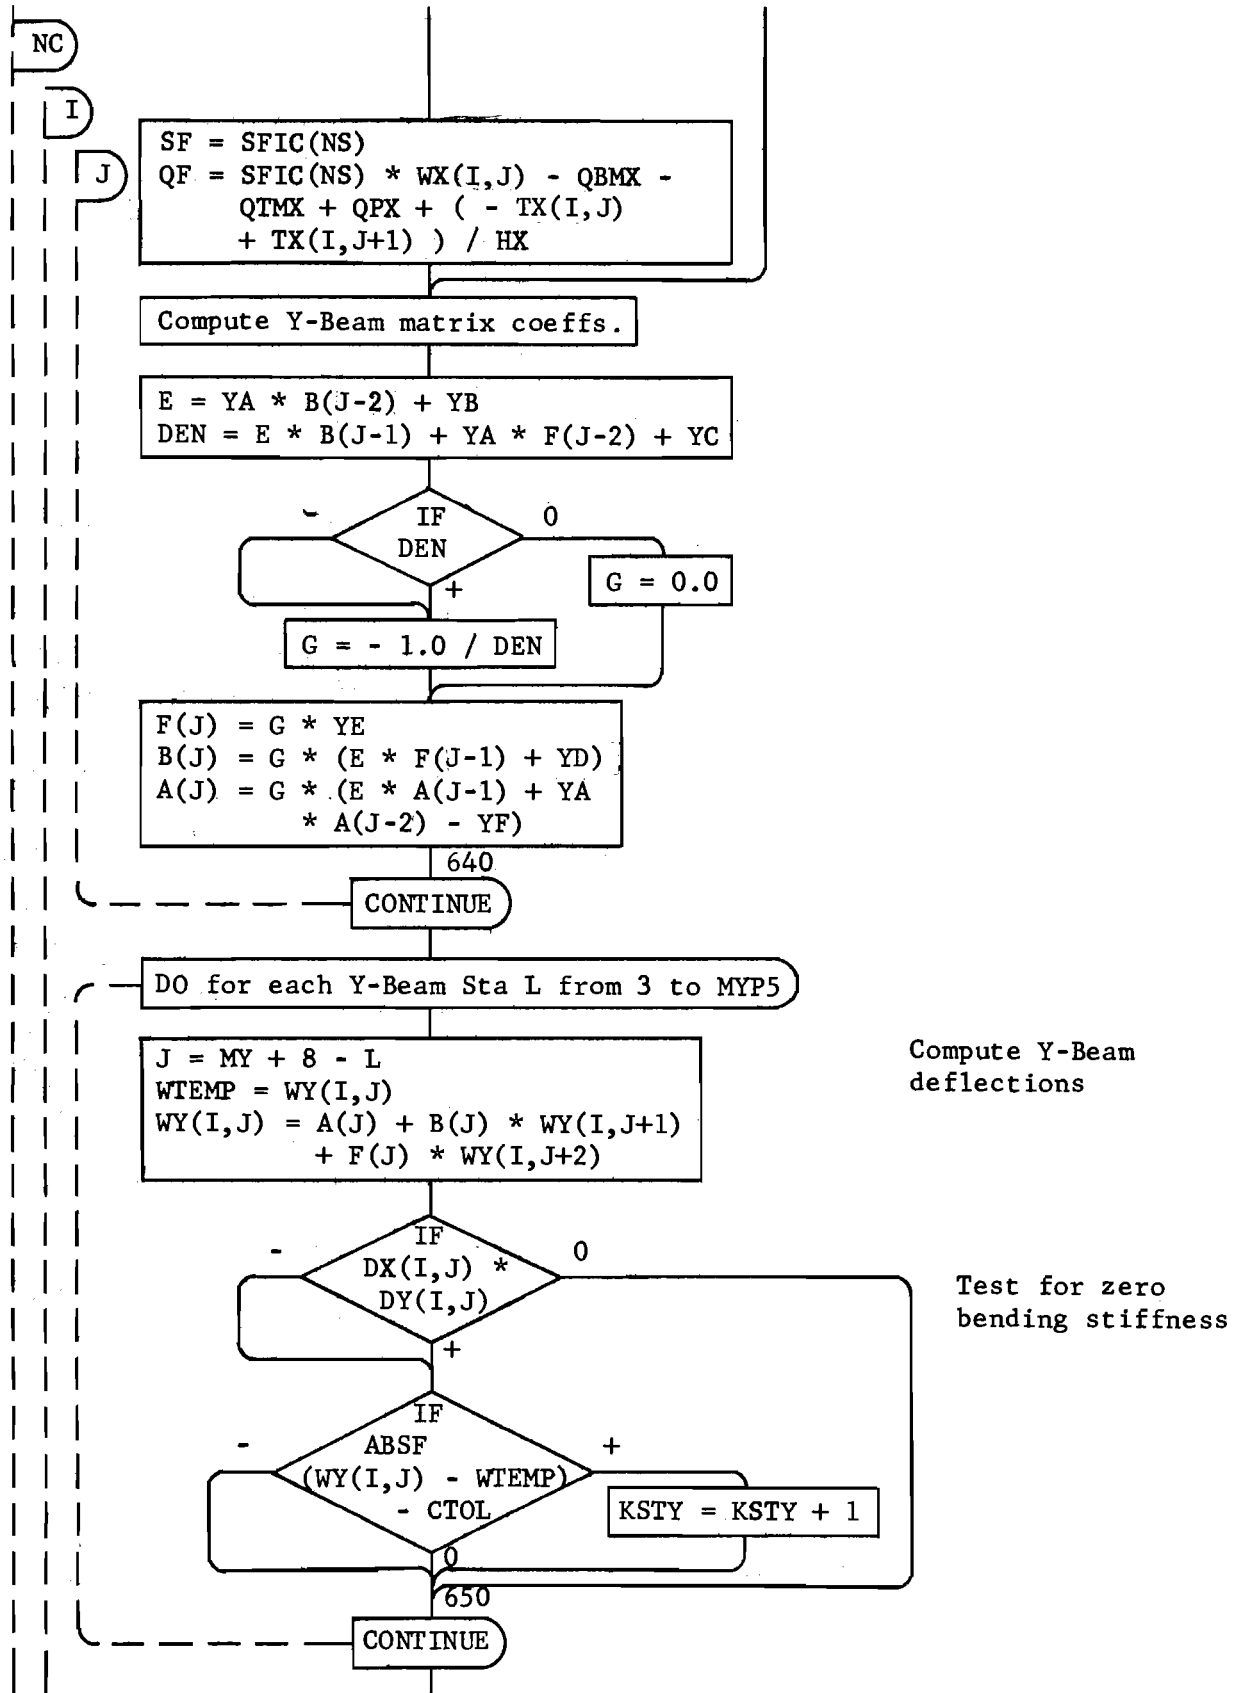 NC
I
J
SF = SFIC(NS)
QF = SFIC(NS) * WX(I,J) - QBMX -
QTMX + QPX + ( - TX(I,J)
+ TX(I,J+1) ) / HX
Compute Y-Beam matrix coeffs.
E = YA * B(J-2) + YB
DEN = E * B(J-1) + YA * F(J-2) + YC
-
IF
DEN
0
+
G = 0.0
G = - 1.0 / DEN
F(J) = G * YE
B(J) = G * (E * F(J-1) + YD)
A(J) = G * (E * A(J-1) + YA
* A(J-2) - YF)
640
CONTINUE
DO for each Y-Beam Sta L from 3 to MYP5
J = MY + 8 - L
WTEMP = WY(I,J)
WY(I,J) = A(J) + B(J) * WY(I,J+1)
+ F(J) * WY(I,J+2)
Compute Y-Beam
deflections
-
IF
DX(I,J) *
DY(I,J)
0
+
Test for zero
bending stiffness
-
IF
ABSF
(WY(I,J) - WTEMP)
- CTOL
+
0
KSTY = KSTY + 1
650
CONTINUE